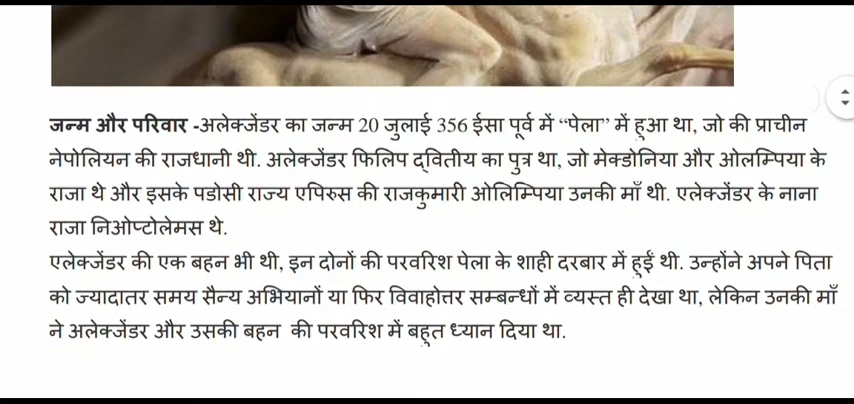 जन्म और परिवार -अलेक्जेंडर का जन्म 20 जुलाई 356 ईसा पूर्व में “पेला” में हुआ था, जो की प्राचीन
नेपोलियन की राजधानी थी. अलेक्जेंडर फिलिप द्वितीय का पुत्र था, जो मेक्डोनिया और ओलम्पिया के
राजा थे और इसके पडोसी राज्य एपिरुस की राजकुमारी ओलिम्पिया उनकी माँ थी. एलेक्जेंडर के नाना
राजा निओप्टोलेमस थे.
एलेक्जेंडर की एक बहन भी थी, इन दोनों की परवरिश पेला के शाही दरबार में हुईं थी. उन्होंने अपने पिता
को ज्यादातर समय सैन्य अभियानों या फिर विवाहोत्तर सम्बन्धों में व्यस्त ही देखा था, लेकिन उनकी माँ
ने अलेक्जेंडर और उसकी बहन की परवरिश में बहुत ध्यान दिया था.